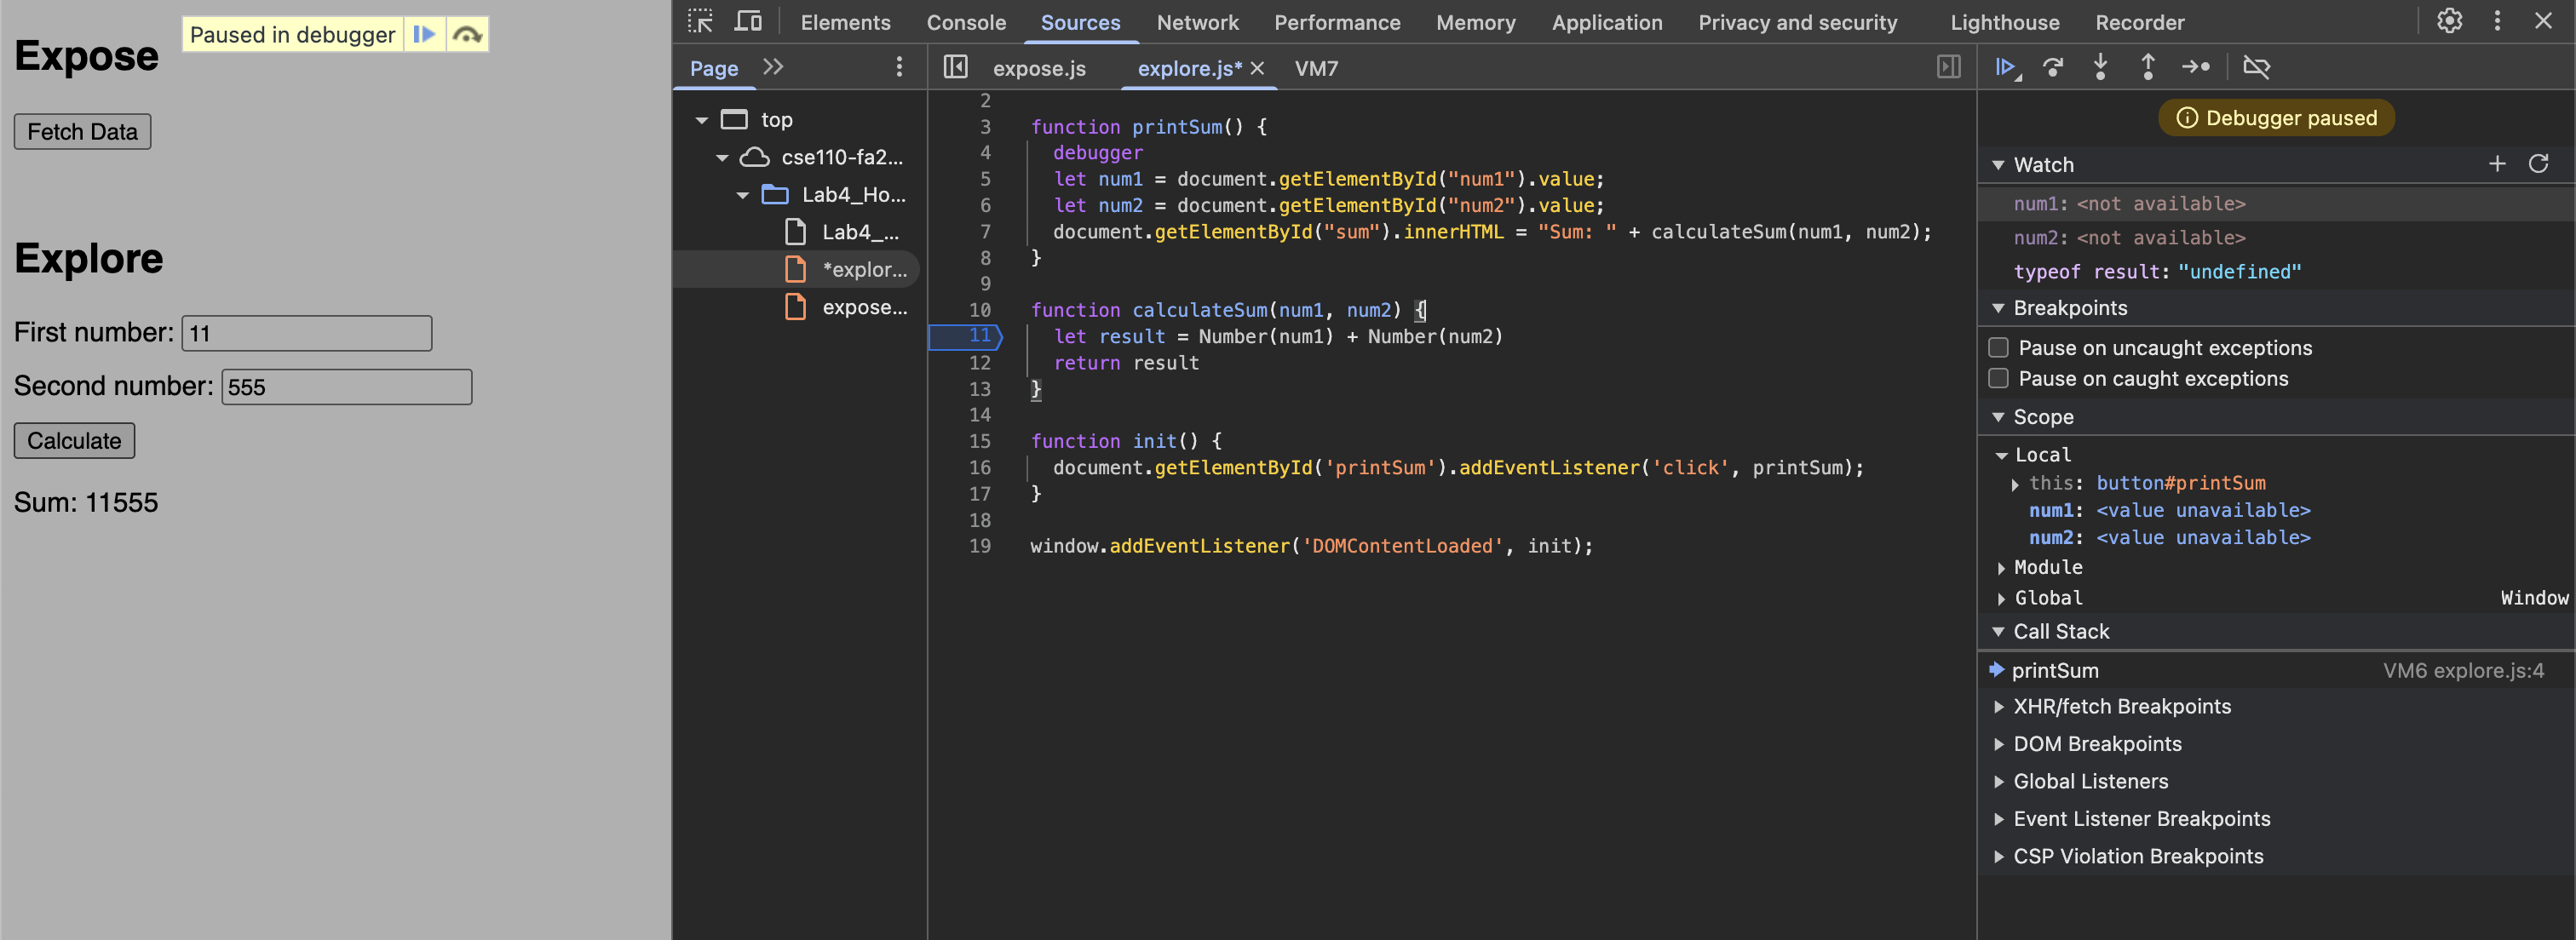 Expose
Paused in debugger
Fetch Data
Explore
First number: 11
Second number: 555
Calculate
Sum: 11555
Elements Console Sources Network Performance Memory Application Privacy and security Lighthouse Recorder
Page
expose.js explore.js* VM7
top
cse110-fa2...
Lab4_Ho...
Lab4_...
*explor...
expose...
2
3 function printSum() {
4 debugger
5 let num1 = document.getElementById("num1").value;
6 let num2 = document.getElementById("num2").value;
7 document.getElementById("sum").innerHTML = "Sum: " + calculateSum(num1, num2);
8 }
9
10 function calculateSum(num1, num2) {
11 let result = Number(num1) + Number(num2)
12 return result
13 }
14
15 function init() {
16 document.getElementById('printSum').addEventListener('click', printSum);
17 }
18
19 window.addEventListener('DOMContentLoaded', init);
Debugger paused
Watch
num1: <not available>
num2: <not available>
typeof result: "undefined"
Breakpoints
Pause on uncaught exceptions
Pause on caught exceptions
Scope
Local
this: button#printSum
num1: <value unavailable>
num2: <value unavailable>
Module
Global Window
Call Stack
printSum VM6 explore.js:4
XHR/fetch Breakpoints
DOM Breakpoints
Global Listeners
Event Listener Breakpoints
CSP Violation Breakpoints